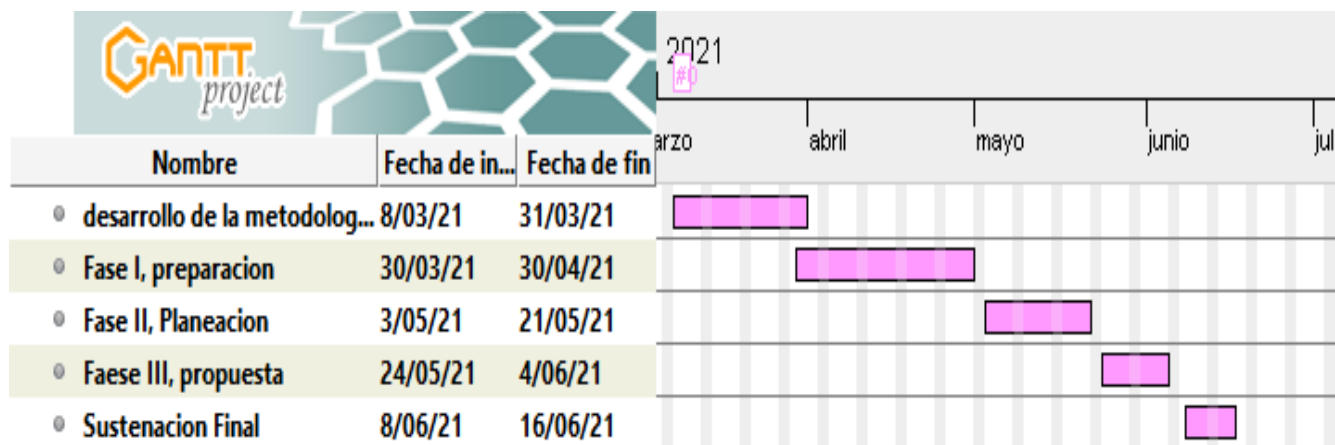 GANTT
project
2021
#0
arzo abril mayo junio jul
Nombre Fecha de in... Fecha de fin
desarrollo de la metodolog... 8/03/21 31/03/21
Fase I, preparacion 30/03/21 30/04/21
Fase II, Planeacion 3/05/21 21/05/21
Faese III, propuesta 24/05/21 4/06/21
Sustenacion Final 8/06/21 16/06/21